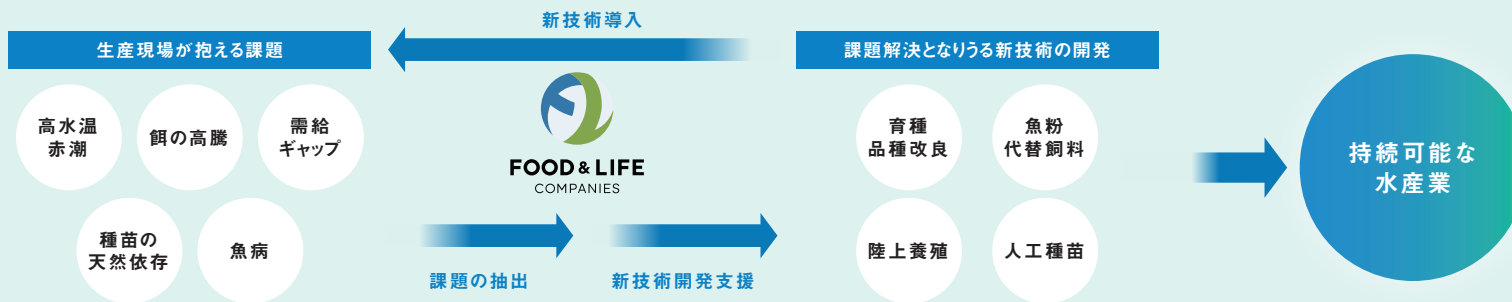 新技術導入
生産現場が抱える課題
高水温
赤潮
餌の高騰
需給
ギャップ
種苗の
天然依存
魚病
FOOD & LIFE
COMPANIES
課題の抽出
新技術開発支援
課題解決となりうる新技術の開発
育種
品種改良
魚粉
代替飼料
陸上養殖
人工種苗
持続可能な
水産業